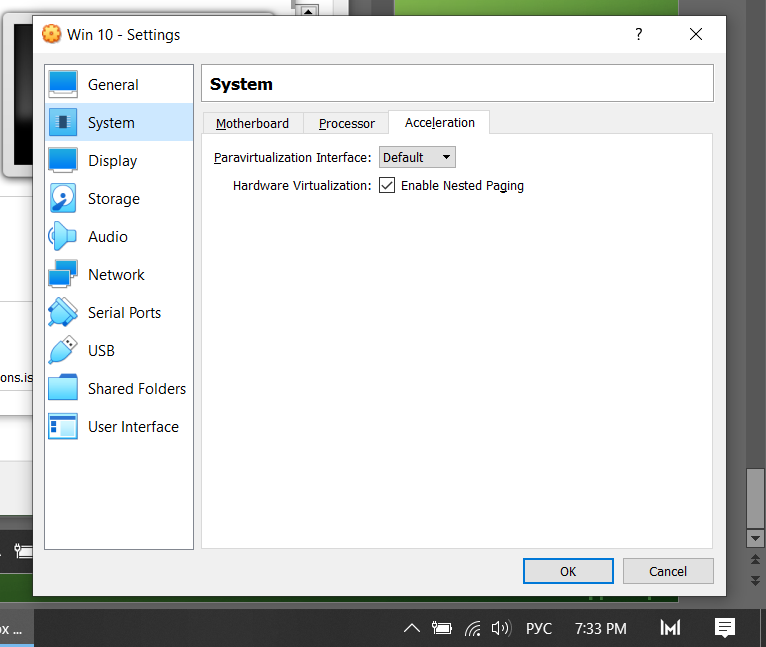 Win 10 - Settings
?
General
System
Display
Storage
Audio
Network
Serial Ports
USB
Shared Folders
User Interface
System
Motherboard
Processor
Acceleration
Paravirtualization Interface: Default
Hardware Virtualization: Enable Nested Paging
OK
Cancel
ons.is
ox ...
РУС
7:33 PM